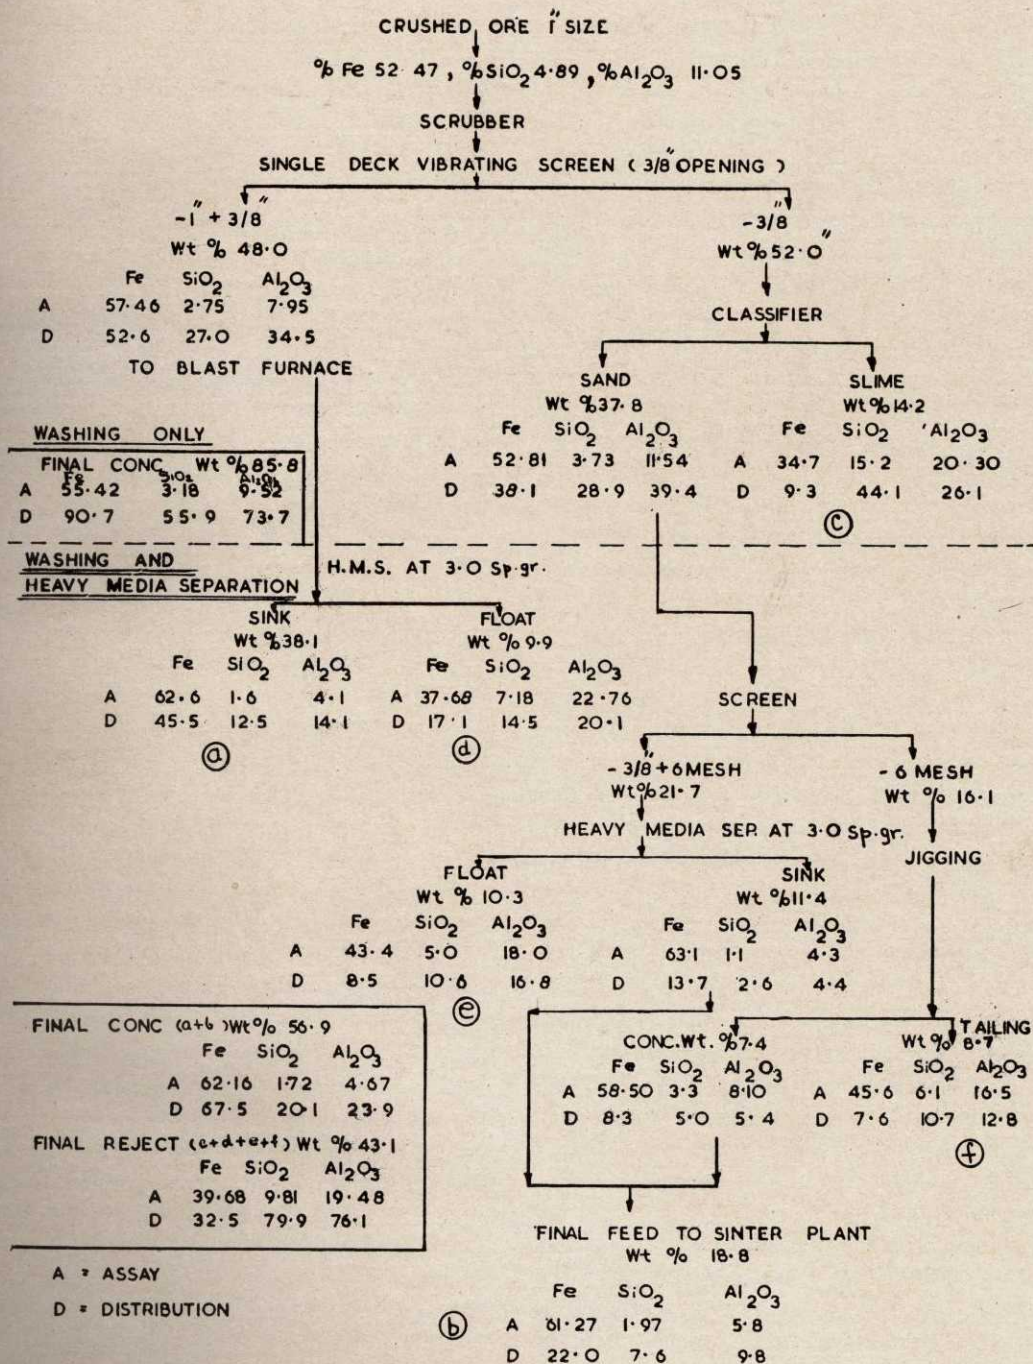 CRUSHED ORE 1" SIZE
% Fe 52.47, % SiO2 4.89, % Al2O3 11.05
SCRUBBER
SINGLE DECK VIBRATING SCREEN (3/8" OPENING)
-1" + 3/8"
Wt % 48.0
Fe SiO2 Al2O3
A 57.46 2.75 7.95
D 52.6 27.0 34.5
TO BLAST FURNACE
-3/8"
Wt % 52.0"
CLASSIFIER
SAND
Wt % 37.8
Fe SiO2 Al2O3
A 52.81 3.73 11.54
D 38.1 28.9 39.4
SLIME
Wt % 14.2
Fe SiO2 'Al2O3
A 34.7 15.2 20.30
D 9.3 44.1 26.1
(c)
WASHING ONLY
FINAL CONC Wt % 85.8
Fe SiO2 Al2O3
A 55.42 3.18 9.52
D 90.7 55.9 73.7
WASHING AND
HEAVY MEDIA SEPARATION
H.M.S. AT 3.0 Sp.gr.
SINK
Wt % 38.1
Fe SiO2 Al2O3
A 62.6 1.6 4.1
D 45.5 12.5 14.1
(a)
FLOAT
Wt % 9.9
Fe SiO2 Al2O3
A 37.68 7.18 22.76
D 17.1 14.5 20.1
(d)
SCREEN
-3/8" + 6 MESH
Wt % 21.7
-6 MESH
Wt % 16.1
HEAVY MEDIA SEP. AT 3.0 Sp.gr.
JIGGING
FLOAT
Wt % 10.3
Fe SiO2 Al2O3
A 43.4 5.0 18.0
D 8.5 10.6 16.8
(e)
SINK
Wt % 11.4
Fe SiO2 Al2O3
A 63.1 1.1 4.3
D 13.7 2.6 4.4
CONC. Wt. % 7.4
Fe SiO2 Al2O3
A 58.50 3.3 8.10
D 8.3 5.0 5.4
TAILING
Wt % 8.7
Fe SiO2 Al2O3
A 45.6 6.1 16.5
D 7.6 10.7 12.8
(f)
FINAL CONC (a+b) Wt % 56.9
Fe SiO2 Al2O3
A 62.16 1.72 4.67
D 67.5 20.1 23.9
FINAL REJECT (c+d+e+f) Wt % 43.1
Fe SiO2 Al2O3
A 39.68 9.81 19.48
D 32.5 79.9 76.1
A = ASSAY
D = DISTRIBUTION
FINAL FEED TO SINTER PLANT
Wt % 18.8
Fe SiO2 Al2O3
(b) A 61.27 1.97 5.8
D 22.0 7.6 9.8